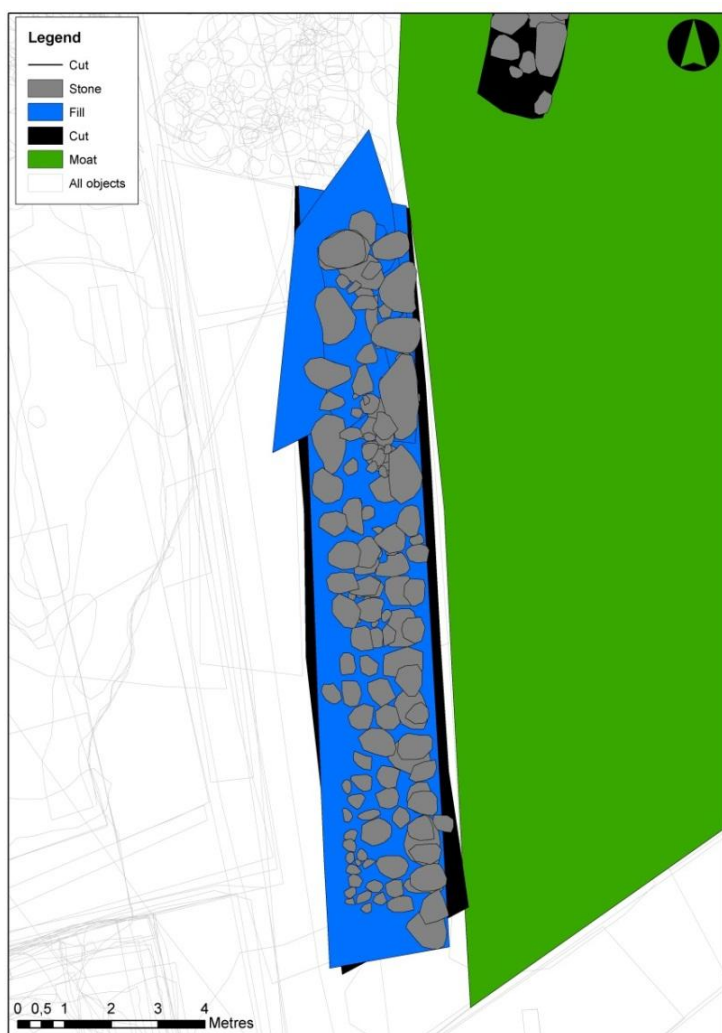 Legend
Cut
Stone
Fill
Cut
Moat
All objects
0 0,5 1 2 3 4 Metres